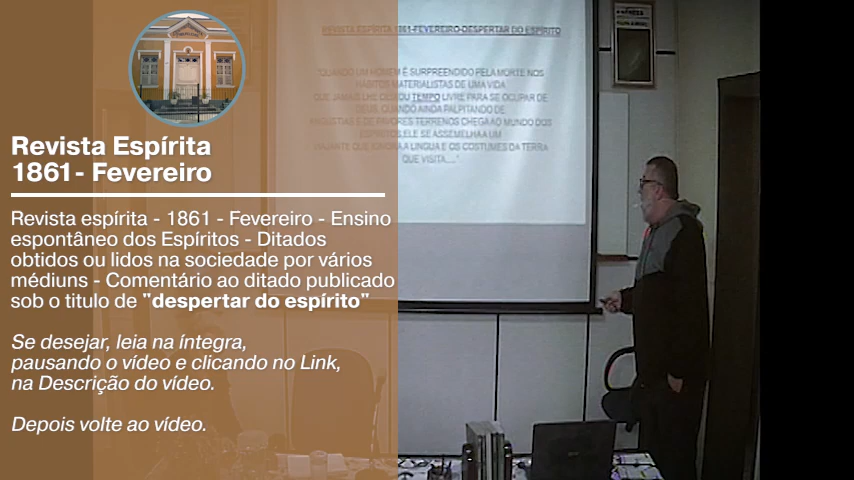 Revista Espírita
1861- Fevereiro
Revista espírita - 1861 - Fevereiro - Ensino
espontâneo dos Espíritos - Ditados
obtidos ou lidos na sociedade por vários
médiuns - Comentário ao ditado publicado
sob o titulo de "despertar do espírito"
Se desejar, leia na íntegra,
pausando o vídeo e clicando no Link,
na Descrição do vídeo.
Depois volte ao vídeo.
REVISTA ESPÍRITA 1861-FEVEREIRO-DESPERTAR DO ESPÍRITO
"QUANDO UM HOMEM É SURPREENDIDO PELA MORTE NOS
HÁBITOS MATERIALISTAS DE UMA VIDA
QUE JAMAIS LHE DEIXOU TEMPO LIVRE PARA SE OCUPAR DE
DEUS, QUANDO AINDA PALPITANDO DE
ANGÚSTIAS E DE PAVORES TERRENOS CHEGA AO MUNDO DOS
ESPÍRITOS, ELE SE ASSEMELHA A UM
VIAJANTE QUE IGNORA A LINGUA E OS COSTUMES DA TERRA
QUE VISITA...."